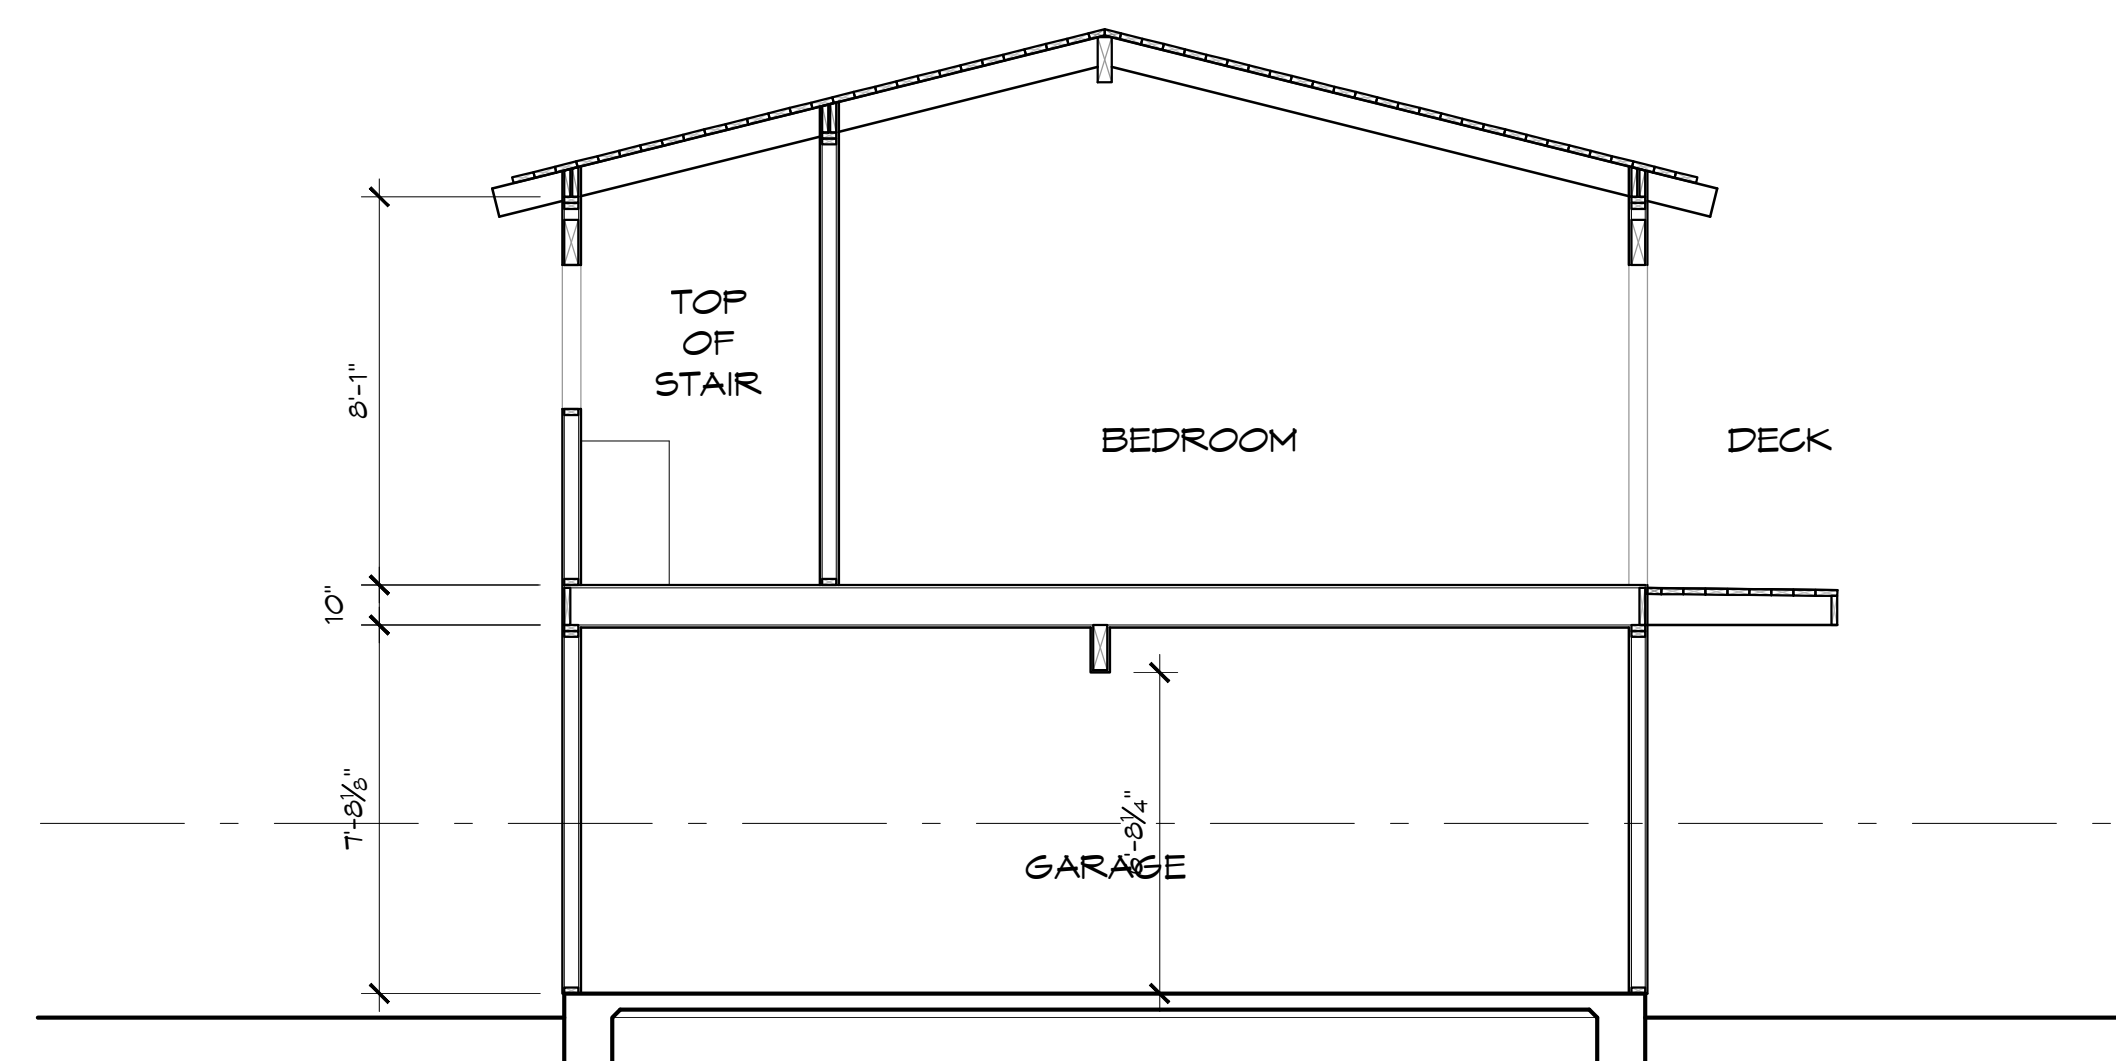 TOP
OF
STAIR
8'-1"
BEDROOM
DECK
10"
7'-8⅛"
GARAGE